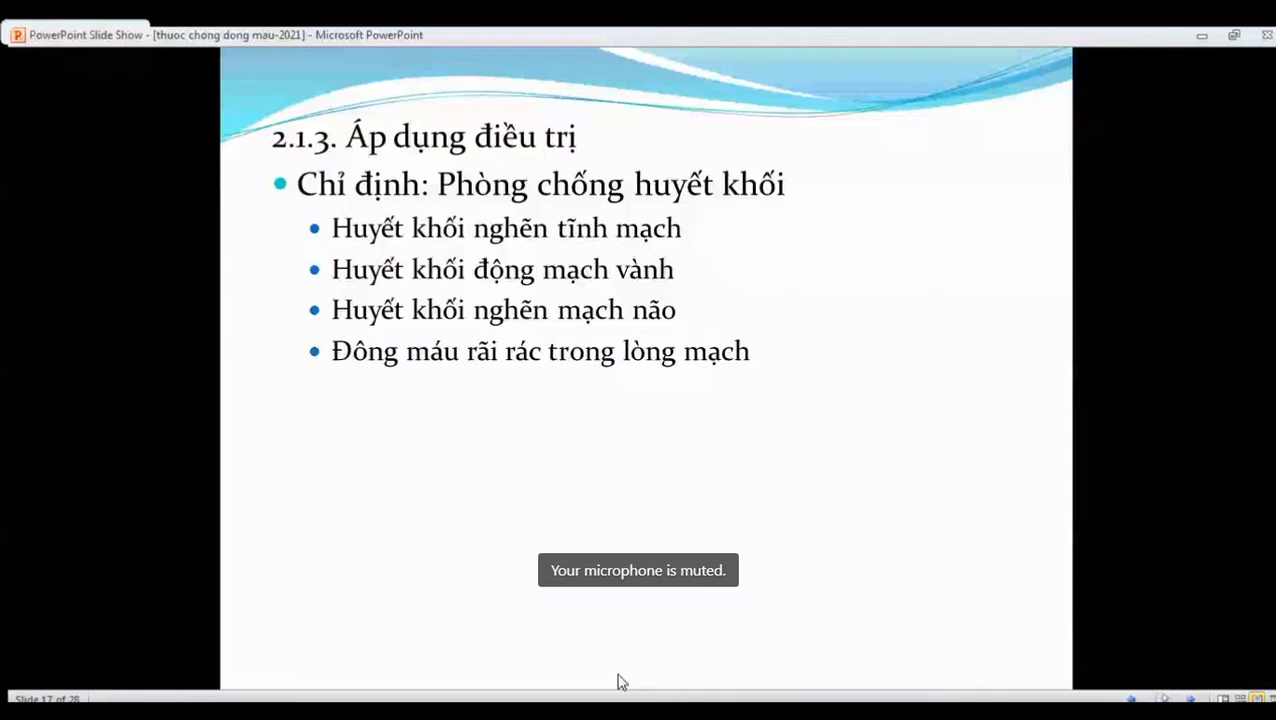 PowerPoint Slide Show - [thuoc chong dong mau-2021] - Microsoft PowerPoint
2.1.3. Áp dụng điều trị
Chỉ định: Phòng chống huyết khối
Huyết khối nghẽn tĩnh mạch
Huyết khối động mạch vành
Huyết khối nghẽn mạch não
Đông máu rãi rác trong lòng mạch
Your microphone is muted.
Slide 17 of 28